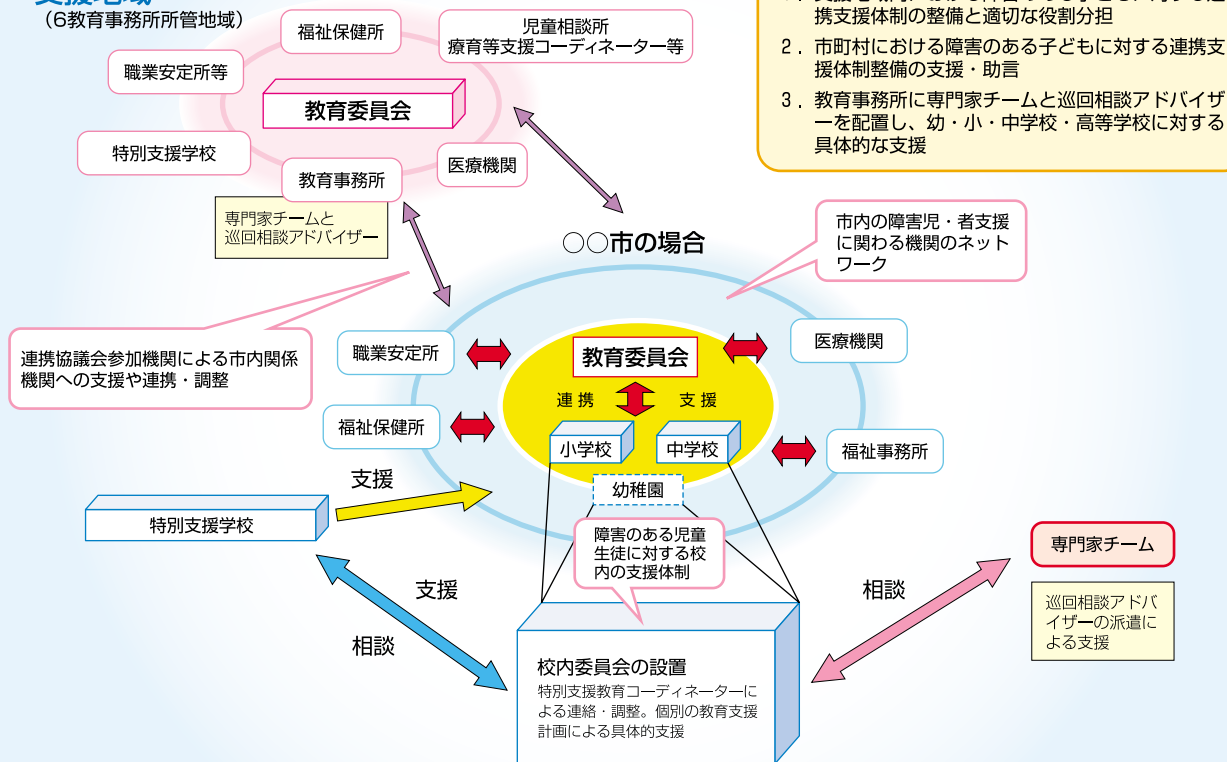 支援地域
（6教育事務所所管地域）
福祉保健所
児童相談所
療育等支援コーディネーター等
職業安定所等
教育委員会
特別支援学校
教育事務所
医療機関
専門家チームと
巡回相談アドバイザー
携支援体制の整備と適切な役割分担
２．市町村における障害のある子どもに対する連携支
援体制整備の支援・助言
３．教育事務所に専門家チームと巡回相談アドバイザ
ーを配置し、幼・小・中学校・高等学校に対する
具体的な支援
○○市の場合
市内の障害児・者支援
に関わる機関のネット
ワーク
連携協議会参加機関による市内関係
機関への支援や連携・調整
職業安定所
教育委員会
医療機関
連携
支援
福祉保健所
小学校
中学校
福祉事務所
幼稚園
支援
特別支援学校
障害のある児童
生徒に対する校
内の支援体制
専門家チーム
支援
相談
相談
巡回相談アドバ
イザーの派遣に
よる支援
校内委員会の設置
特別支援教育コーディネーターに
よる連絡・調整。個別の教育支援
計画による具体的支援